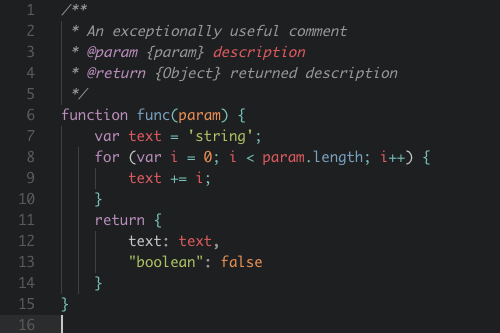 1 /**
2  * An exceptionally useful comment
3  * @param {param} description
4  * @return {Object} returned description
5  */
6 function func(param) {
7     var text = 'string';
8     for (var i = 0; i < param.length; i++) {
9         text += i;
10     }
11     return {
12         text: text,
13         "boolean": false
14     }
15 }
16